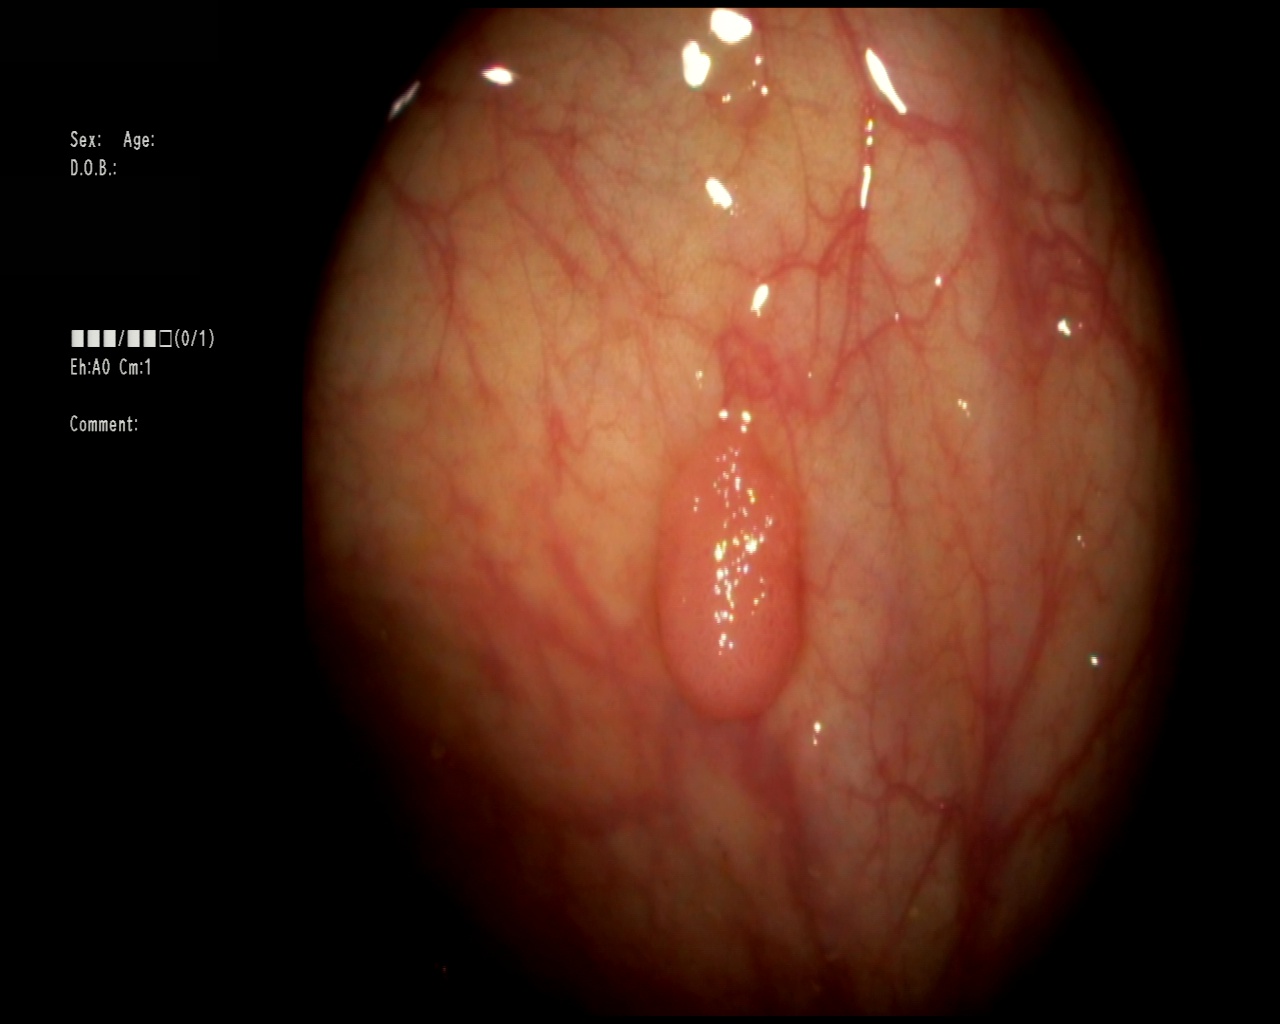 Sex: Age:
D.O.B.:
■■■/■■□(0/1)
Eh:A0 Cm:1
Comment: